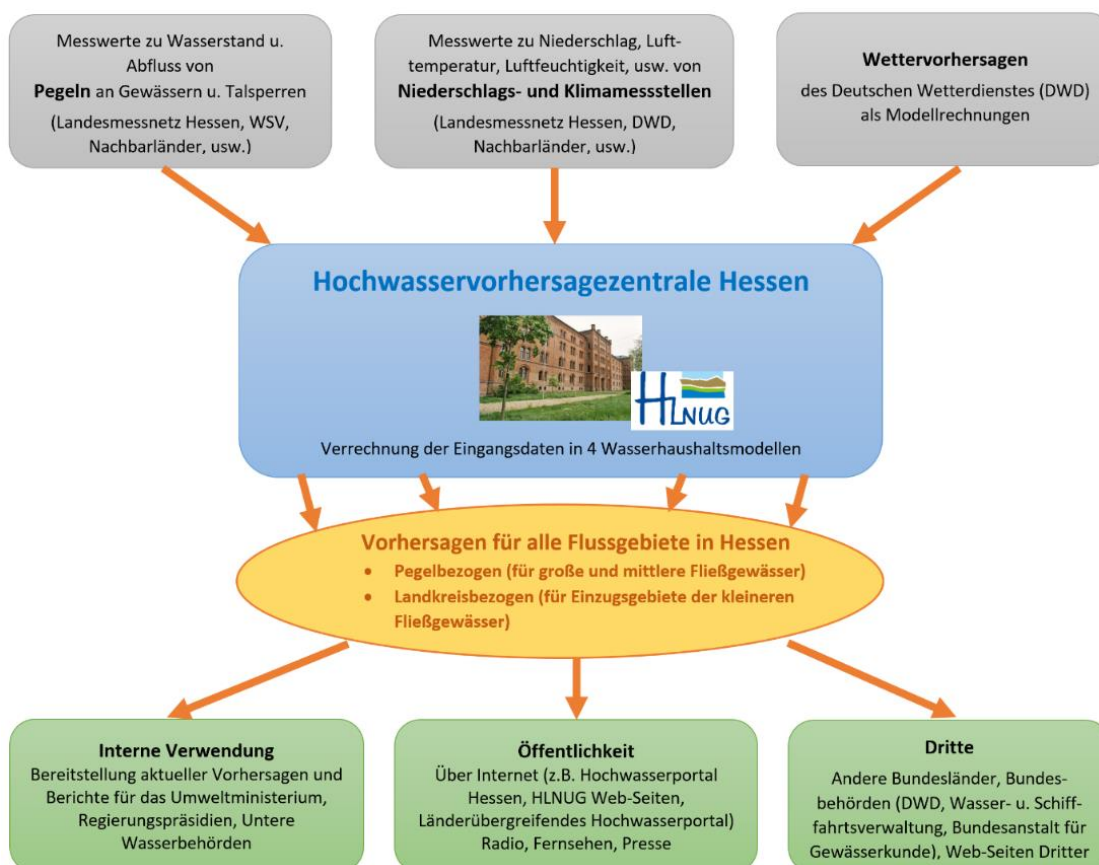 Messwerte zu Wasserstand u.
Abfluss von
Pegeln an Gewässern u. Talsperren
(Landesmessnetz Hessen, WSV,
Nachbarländer, usw.)
Messwerte zu Niederschlag, Luft-
temperatur, Luftfeuchtigkeit, usw. von
Niederschlags- und Klimamessstellen
(Landesmessnetz Hessen, DWD,
Nachbarländer, usw.)
Wettervorhersagen
des Deutschen Wetterdienstes (DWD)
als Modellrechnungen
Hochwasservorhersagezentrale Hessen
HLNUG
Verrechnung der Eingangsdaten in 4 Wasserhaushaltsmodellen
Vorhersagen für alle Flussgebiete in Hessen
• Pegelbezogen (für große und mittlere Fließgewässer)
• Landkreisbezogen (für Einzugsgebiete der kleineren
Fließgewässer)
Interne Verwendung
Bereitstellung aktueller Vorhersagen und
Berichte für das Umweltministerium,
Regierungspräsidien, Untere
Wasserbehörden
Öffentlichkeit
Über Internet (z.B. Hochwasserportal
Hessen, HLNUG Web-Seiten,
Länderübergreifendes Hochwasserportal)
Radio, Fernsehen, Presse
Dritte
Andere Bundesländer, Bundes-
behörden (DWD, Wasser- u. Schiff-
fahrtsverwaltung, Bundesanstalt für
Gewässerkunde), Web-Seiten Dritter